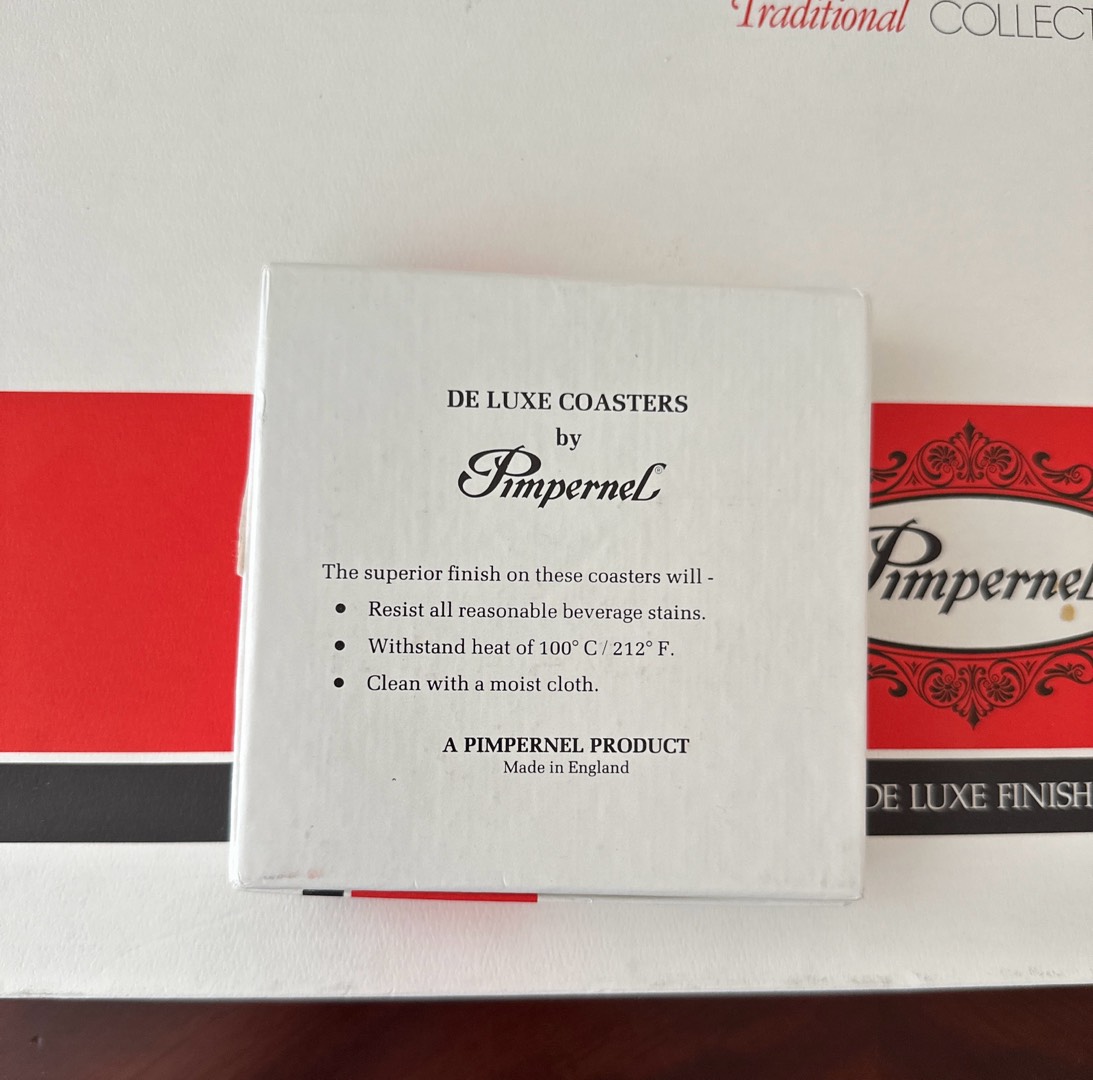 Traditional COLLECT
DE LUXE COASTERS
by
Pimpernel®
The superior finish on these coasters will -
● Resist all reasonable beverage stains.
● Withstand heat of 100° C / 212° F.
● Clean with a moist cloth.
A PIMPERNEL PRODUCT
Made in England
Pimpernel
DE LUXE FINISH